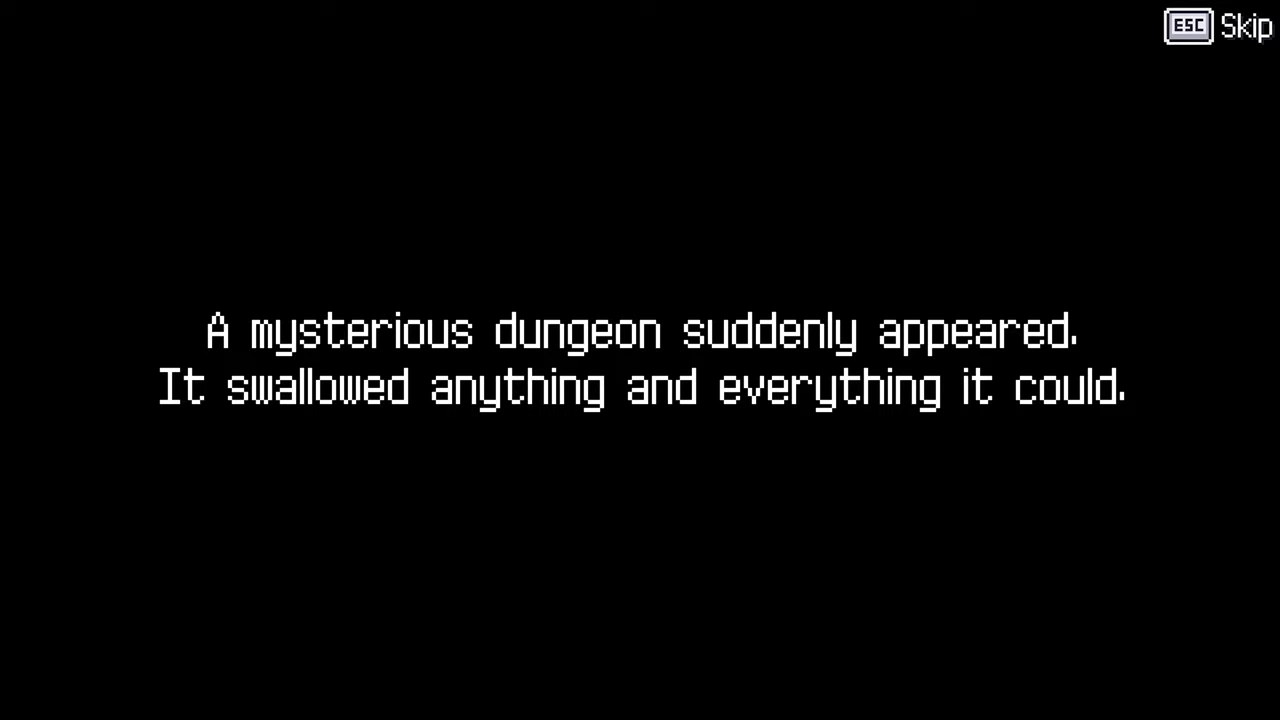 ESC Skip
A mysterious dungeon suddenly appeared.
It swallowed anything and everything it could.